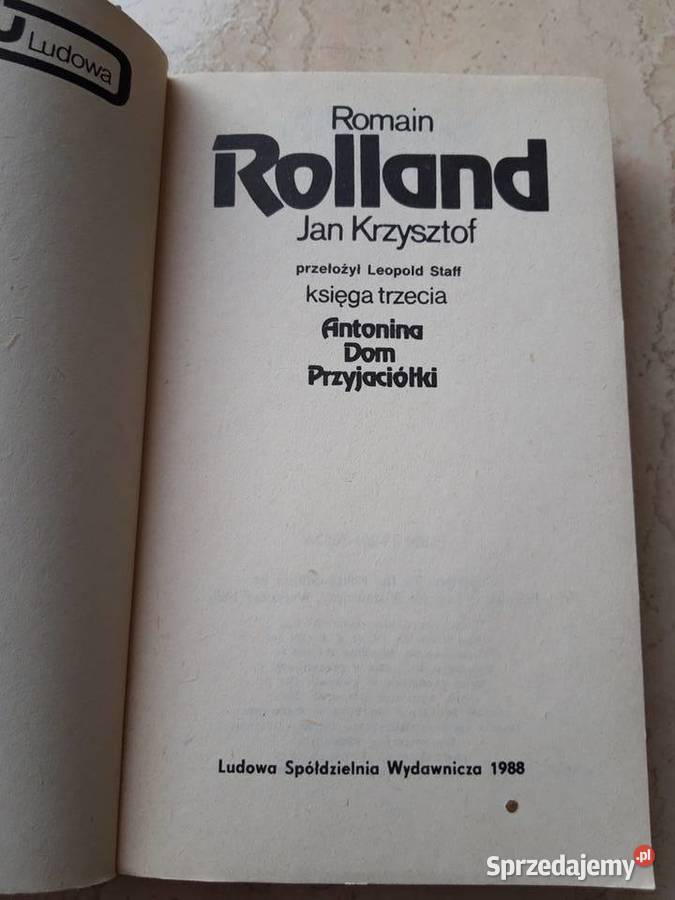 Ludowa
Romain
Rolland
Jan Krzysztof
przełożył Leopold Staff
księga trzecia
Antonina
Dom
Przyjaciółki
Ludowa Spółdzielnia Wydawnicza 1988
Sprzedajemy.pl